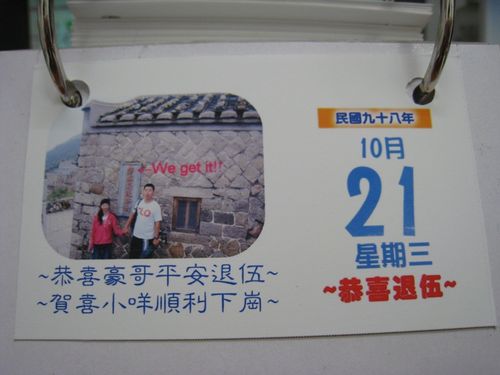 ←We get it!!
~恭喜豪哥平安退伍~
~賀喜小咩順利下崗~
民國九十八年
10月
21
星期三
~恭喜退伍~